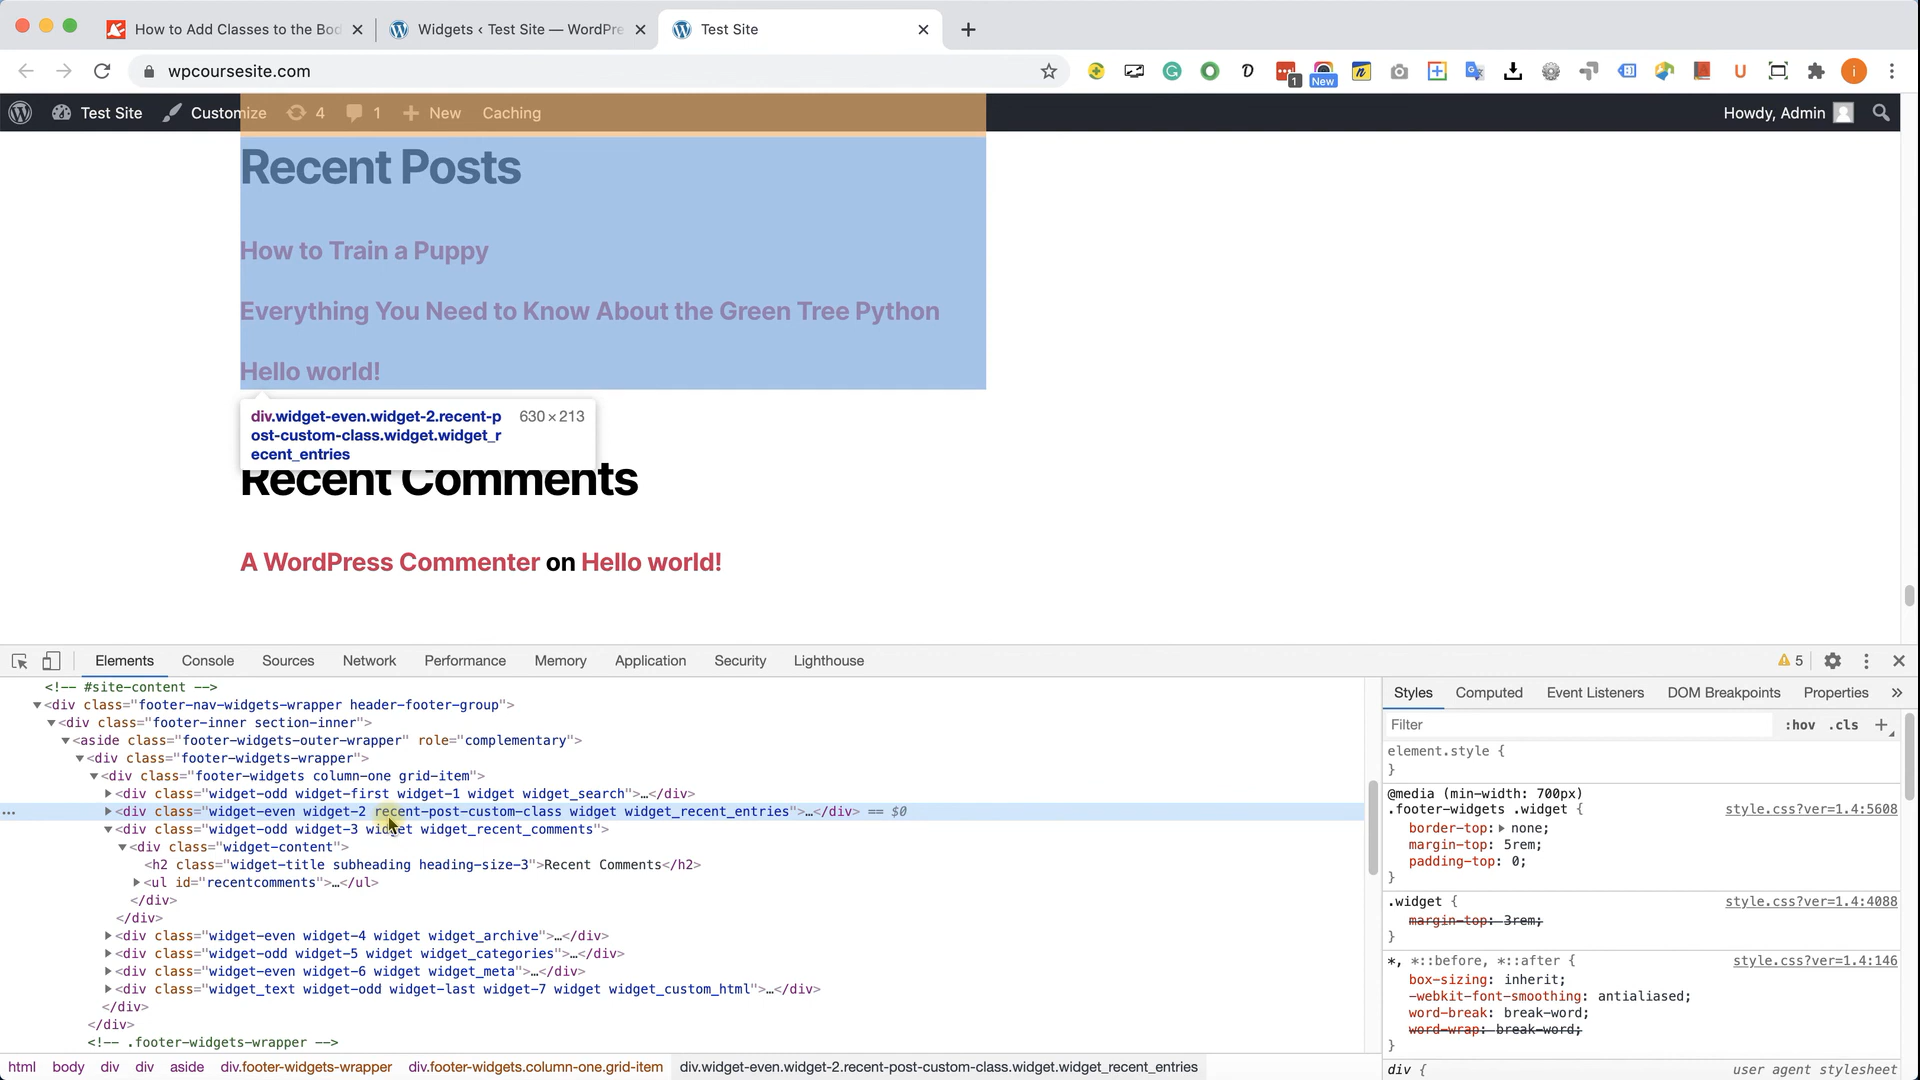 How to Add Classes to the Bod
Widgets ‹ Test Site — WordPre
Test Site
wpcoursesite.com
1
New
Test Site
Customize
4
1
New
Caching
Howdy, Admin
Recent Posts
How to Train a Puppy
Everything You Need to Know About the Green Tree Python
Hello world!
div.widget-even.widget-2.recent-p
ost-custom-class.widget.widget_r
ecent_entries
630 × 213
Recent Comments
A WordPress Commenter on Hello world!
Elements
Console
Sources
Network
Performance
Memory
Application
Security
Lighthouse
5
<!-- #site-content -->
<div class="footer-nav-widgets-wrapper header-footer-group">
<div class="footer-inner section-inner">
<aside class="footer-widgets-outer-wrapper" role="complementary">
<div class="footer-widgets-wrapper">
<div class="footer-widgets column-one grid-item">
<div class="widget-odd widget-first widget-1 widget widget_search">…</div>
<div class="widget-even widget-2 recent-post-custom-class widget widget_recent_entries">…</div> == $0
<div class="widget-odd widget-3 widget widget_recent_comments">
<div class="widget-content">
<h2 class="widget-title subheading heading-size-3">Recent Comments</h2>
<ul id="recentcomments">…</ul>
</div>
</div>
<div class="widget-even widget-4 widget widget_archive">…</div>
<div class="widget-odd widget-5 widget widget_categories">…</div>
<div class="widget-even widget-6 widget widget_meta">…</div>
<div class="widget_text widget-odd widget-last widget-7 widget widget_custom_html">…</div>
</div>
</div>
<!-- .footer-widgets-wrapper -->
html
body
div
div
aside
div.footer-widgets-wrapper
div.footer-widgets.column-one.grid-item
div.widget-even.widget-2.recent-post-custom-class.widget.widget_recent_entries
Styles
Computed
Event Listeners
DOM Breakpoints
Properties
»
Filter
:hov .cls +
element.style {
}
@media (min-width: 700px)
.footer-widgets .widget {
style.css?ver=1.4:5608
border-top: none;
margin-top: 5rem;
padding-top: 0;
}
.widget {
style.css?ver=1.4:4088
margin-top: 3rem;
}
*, *::before, *::after {
style.css?ver=1.4:146
box-sizing: inherit;
-webkit-font-smoothing: antialiased;
word-break: break-word;
word-wrap: break-word;
}
div {
user agent stylesheet